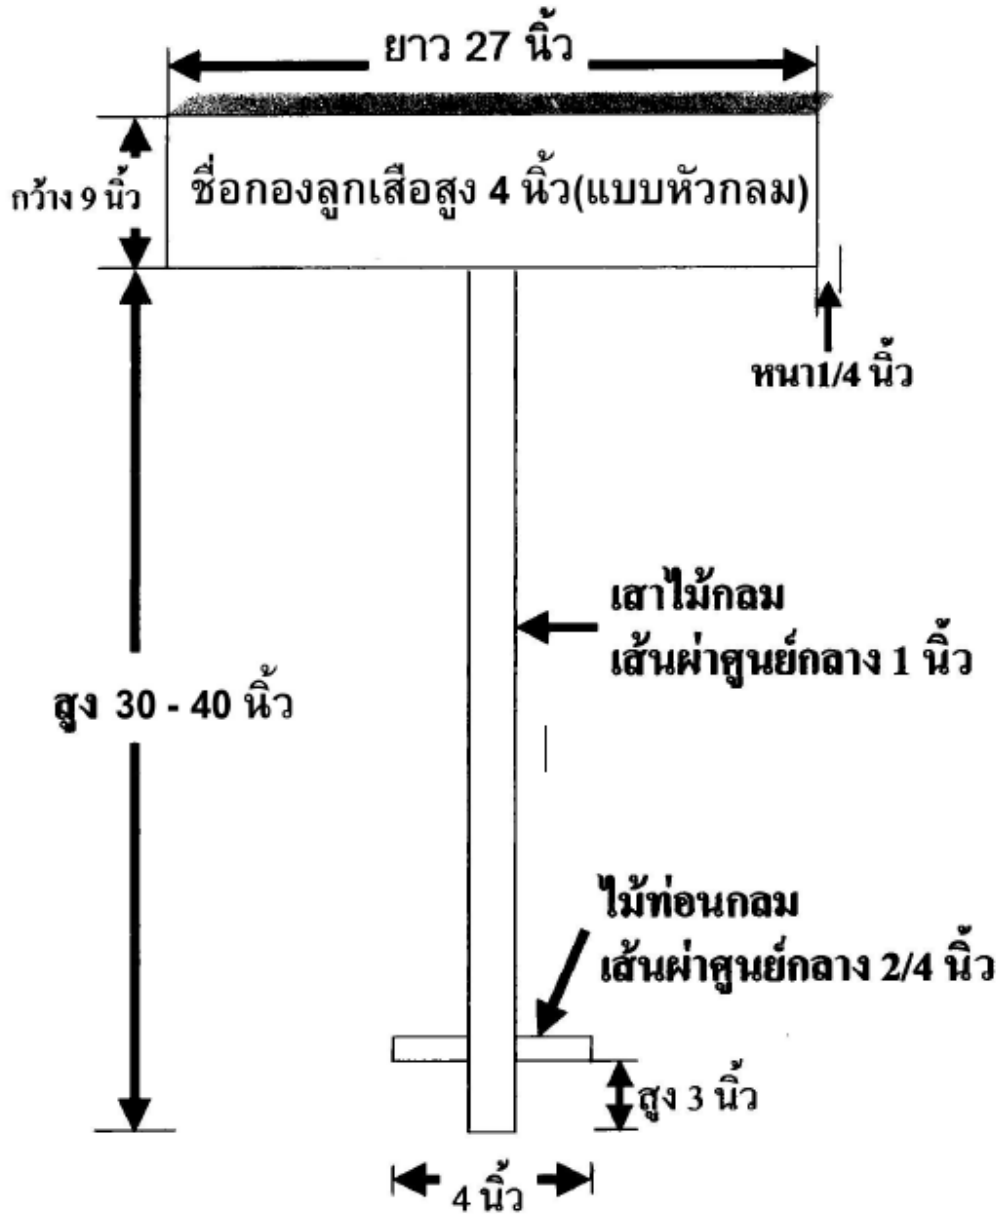 ยาว 27 นิ้ว
กว้าง 9 นิ้ว
ชื่อกองลูกเสือสูง 4 นิ้ว(แบบหัวกลม)
หนา1/4 นิ้ว
เสาไม้กลม
เส้นผ่าศูนย์กลาง 1 นิ้ว
สูง 30 - 40 นิ้ว
ไม้ท่อนกลม
เส้นผ่าศูนย์กลาง 2/4 นิ้ว
สูง 3 นิ้ว
4 นิ้ว